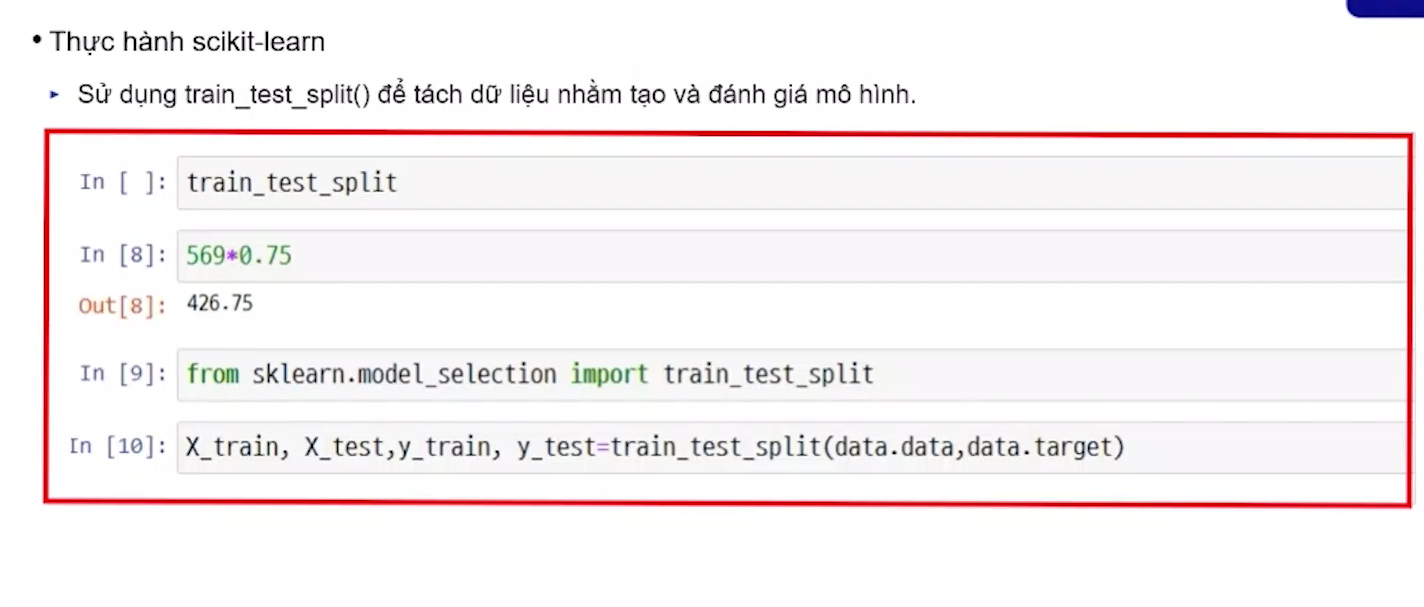 • Thực hành scikit-learn
► Sử dụng train_test_split() để tách dữ liệu nhằm tạo và đánh giá mô hình.
In [ ]: train_test_split
In [8]: 569*0.75
Out[8]: 426.75
In [9]: from sklearn.model_selection import train_test_split
In [10]: X_train, X_test,y_train, y_test=train_test_split(data.data,data.target)